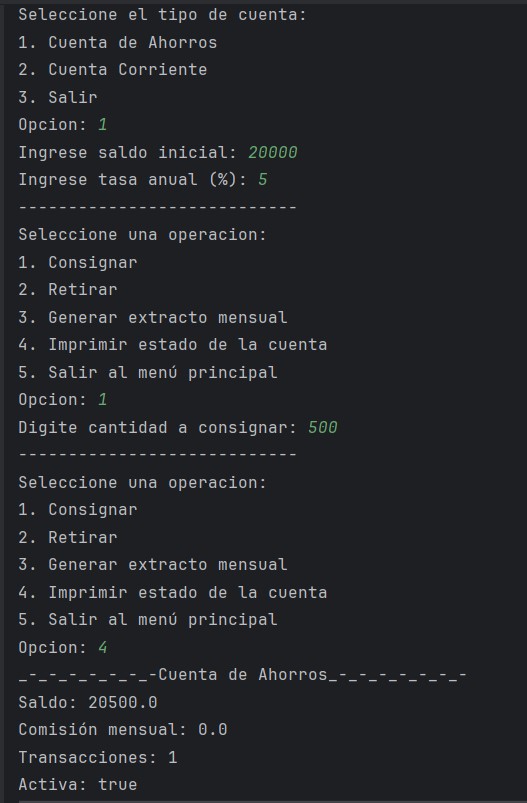 Seleccione el tipo de cuenta:
1. Cuenta de Ahorros
2. Cuenta Corriente
3. Salir
Opcion: 1
Ingrese saldo inicial: 20000
Ingrese tasa anual (%): 5
----------------------------
Seleccione una operacion:
1. Consignar
2. Retirar
3. Generar extracto mensual
4. Imprimir estado de la cuenta
5. Salir al menú principal
Opcion: 1
Digite cantidad a consignar: 500
----------------------------
Seleccione una operacion:
1. Consignar
2. Retirar
3. Generar extracto mensual
4. Imprimir estado de la cuenta
5. Salir al menú principal
Opcion: 4
_-_-_-_-_-_-_-Cuenta de Ahorros_-_-_-_-_-_-_-
Saldo: 20500.0
Comisión mensual: 0.0
Transacciones: 1
Activa: true